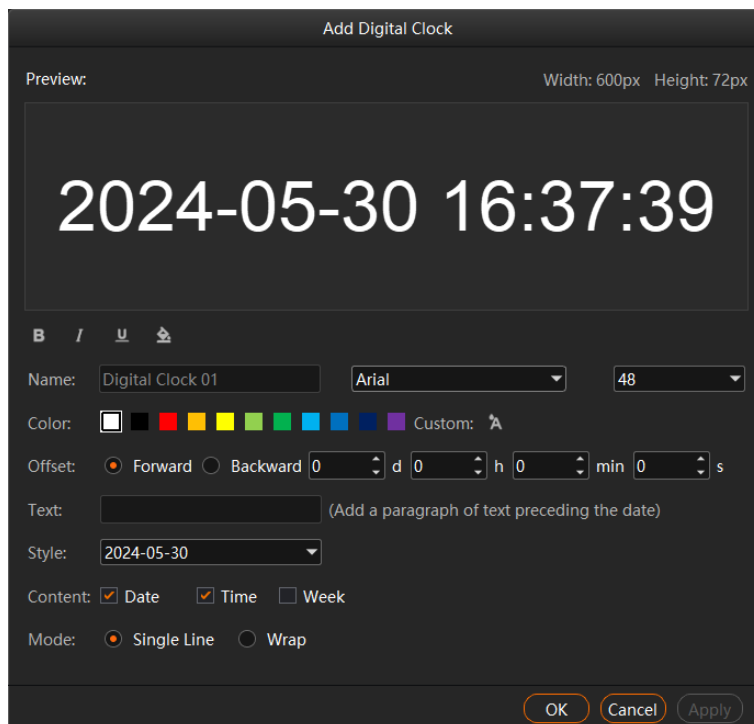 Add Digital Clock
Preview: Width: 600px Height: 72px
2024-05-30 16:37:39
B I U
Name: Digital Clock 01 Arial 48
Color: Custom: A
Offset: Forward Backward 0 d 0 h 0 min 0 s
Text: (Add a paragraph of text preceding the date)
Style: 2024-05-30
Content: Date Time Week
Mode: Single Line Wrap
OK Cancel Apply